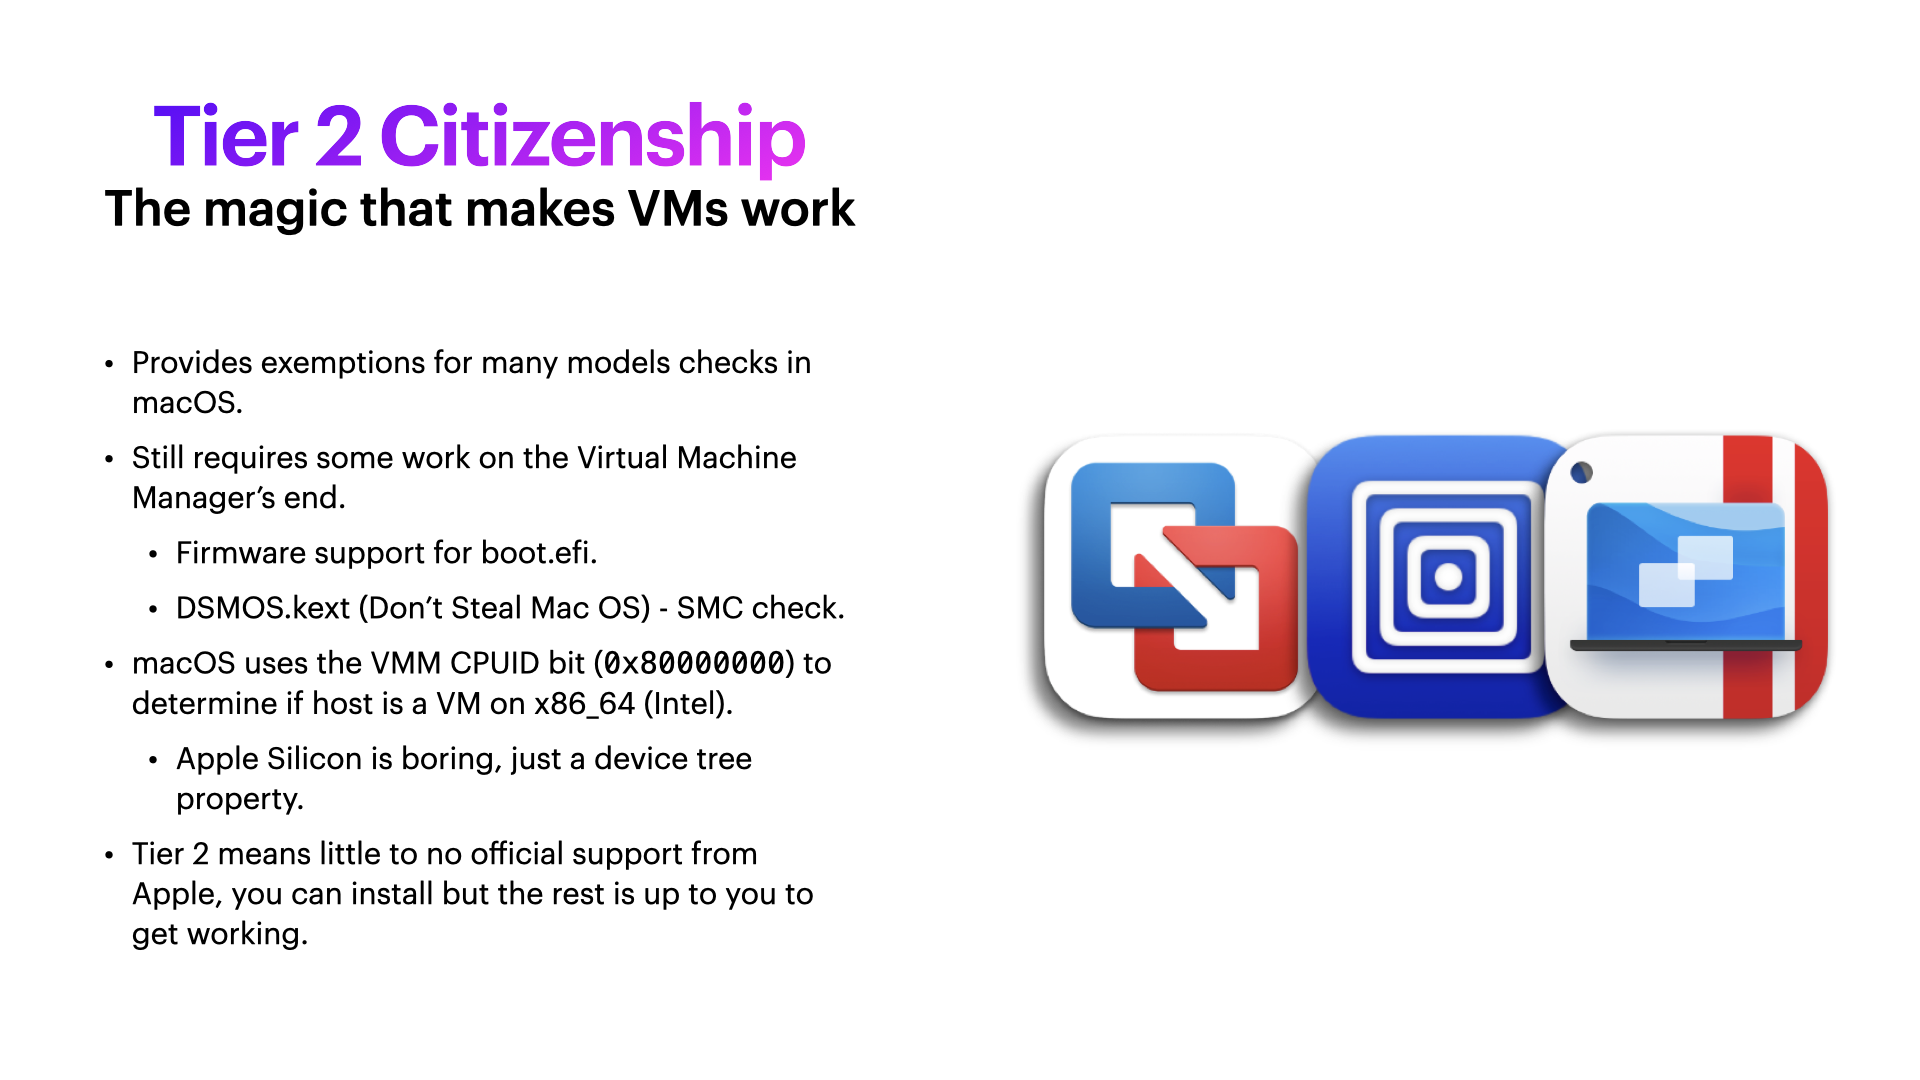 Tier 2 Citizenship
The magic that makes VMs work
• Provides exemptions for many models checks in
macOS.
• Still requires some work on the Virtual Machine
Manager’s end.
• Firmware support for boot.efi.
• DSMOS.kext (Don’t Steal Mac OS) - SMC check.
• macOS uses the VMM CPUID bit (0x80000000) to
determine if host is a VM on x86_64 (Intel).
• Apple Silicon is boring, just a device tree
property.
• Tier 2 means little to no official support from
Apple, you can install but the rest is up to you to
get working.